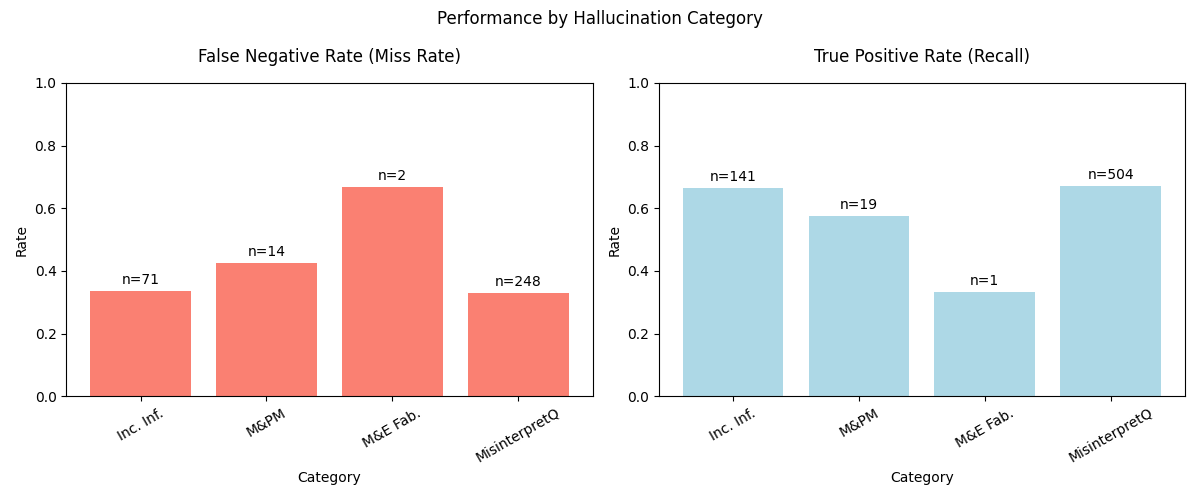 Performance by Hallucination Category
False Negative Rate (Miss Rate)
Rate
1.0
0.8
0.6
0.4
0.2
0.0
n=71
n=14
n=2
n=248
Inc. Inf.
M&PM
M&E Fab.
MisinterpretQ
Category
True Positive Rate (Recall)
Rate
1.0
0.8
0.6
0.4
0.2
0.0
n=141
n=19
n=1
n=504
Inc. Inf.
M&PM
M&E Fab.
MisinterpretQ
Category